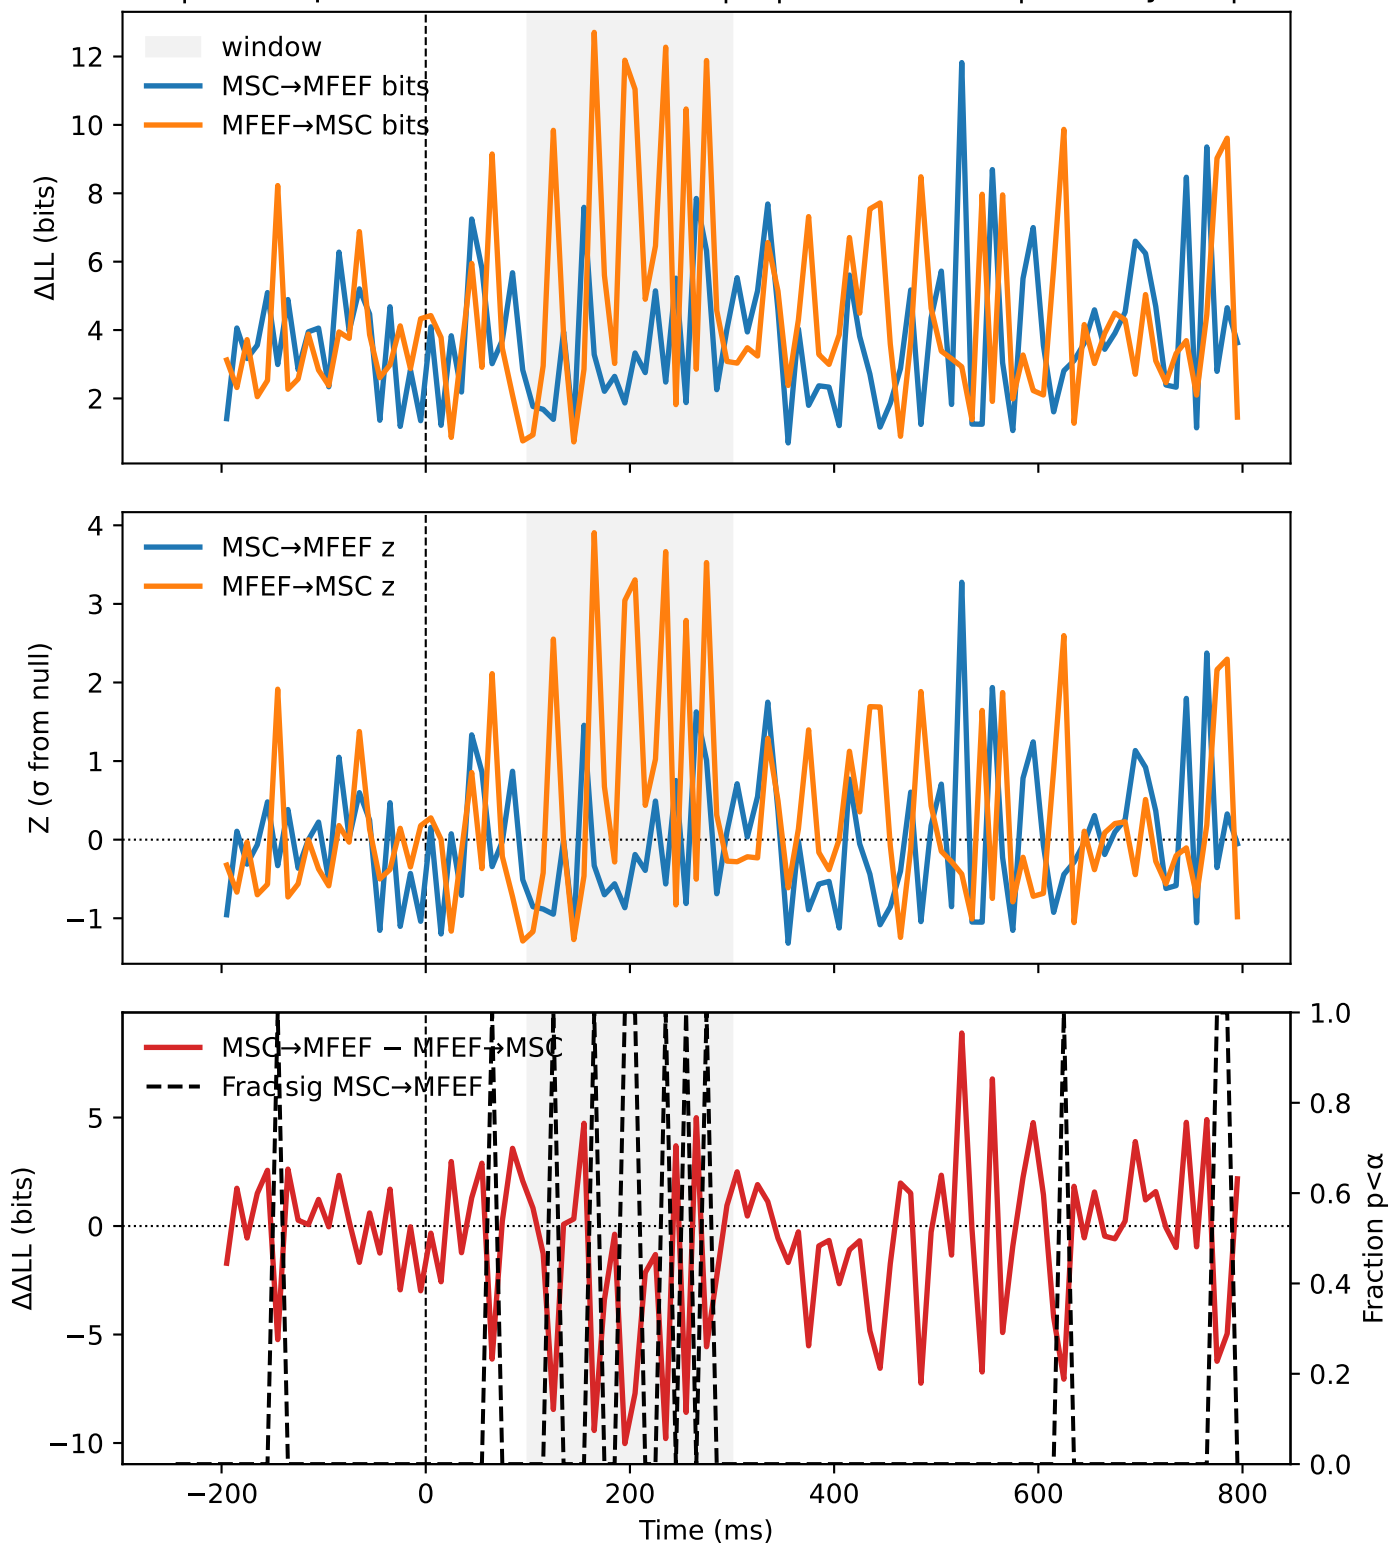 window
MSC→MFEF bits
MFEF→MSC bits
12
10
8
6
4
2
ΔLL (bits)
MSC→MFEF z
MFEF→MSC z
4
3
2
1
0
−1
Z (σ from null)
MSC→MFEF − MFEF→MSC
Frac sig MSC→MFEF
5
0
−5
−10
ΔΔLL (bits)
1.0
0.8
0.6
0.4
0.2
0.0
Fraction p<α
−200 0 200 400 600 800
Time (ms)